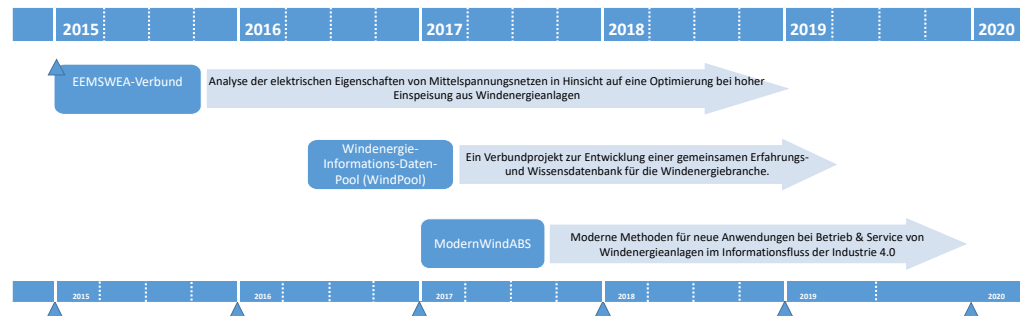 2015 2016 2017 2018 2019 2020
EEMSWEA-Verbund
Analyse der elektrischen Eigenschaften von Mittelspannungsnetzen in Hinsicht auf eine Optimierung bei hoher
Einspeisung aus Windenergieanlagen
Windenergie-
Informations-Daten-
Pool (WindPool)
Ein Verbundprojekt zur Entwicklung einer gemeinsamen Erfahrungs-
und Wissensdatenbank für die Windenergiebranche.
ModernWindABS
Moderne Methoden für neue Anwendungen bei Betrieb & Service von
Windenergieanlagen im Informationsfluss der Industrie 4.0
2015 2016 2017 2018 2019 2020